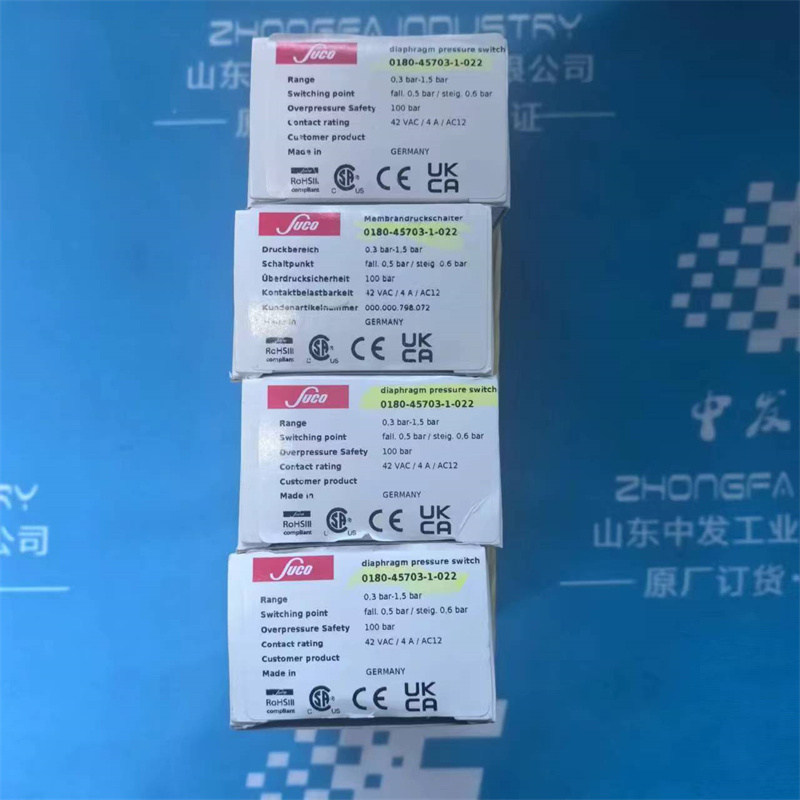 ZHONGFA INDUSTRY
山东
限公司
证
Suco
diaphragm pressure switch
0180-45703-1-022
Range 0,3 bar-1,5 bar
Switching point fall. 0,5 bar / steig. 0,6 bar
Overpressure Safety 100 bar
Contact rating 42 VAC / 4 A / AC12
Customer product
Made in GERMANY
RoHSIII
compliant
C SA US CE UK CA
Suco
Membrandruckschalter
0180-45703-1-022
Druckbereich 0,3 bar-1,5 bar
Schaltpunkt fall. 0,5 bar / steig. 0,6 bar
Überdrucksicherheit 100 bar
Kontaktbelastbarkeit 42 VAC / 4 A / AC12
Kundenartikelnummer 000.000.798.072
GERMANY
RoHSIII
compliant
C SA US CE UK CA
Suco
diaphragm pressure switch
0180-45703-1-022
Range 0,3 bar-1,5 bar
Switching point fall. 0,5 bar / steig. 0,6 bar
Overpressure Safety 100 bar
Contact rating 42 VAC / 4 A / AC12
Customer product
Made in GERMANY
RoHSIII
compliant
SA US CE UK CA
Suco
diaphragm pressure switch
0180-45703-1-022
Range 0,3 bar-1,5 bar
Switching point fall. 0,5 bar / steig. 0,6 bar
Overpressure Safety 100 bar
Contact rating 42 VAC / 4 A / AC12
Customer product
Made in GERMANY
RoHSIII
compliant
C SA US CE UK CA
中发
ZHONGFA
山东中发工业
原厂订货·
公司